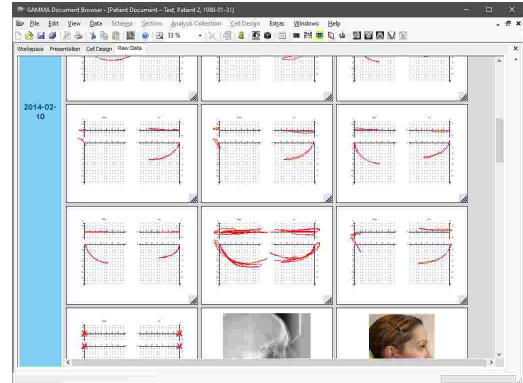 GAMMA Document Browser - [Patient Document – Test, Patient 2, 1980-01-31]
File Edit View Data Schema Section Analysis Collection Cell Design Extras Windows Help
33 %
Workspace Presentation Cell Design Raw Data
2014-02-
10